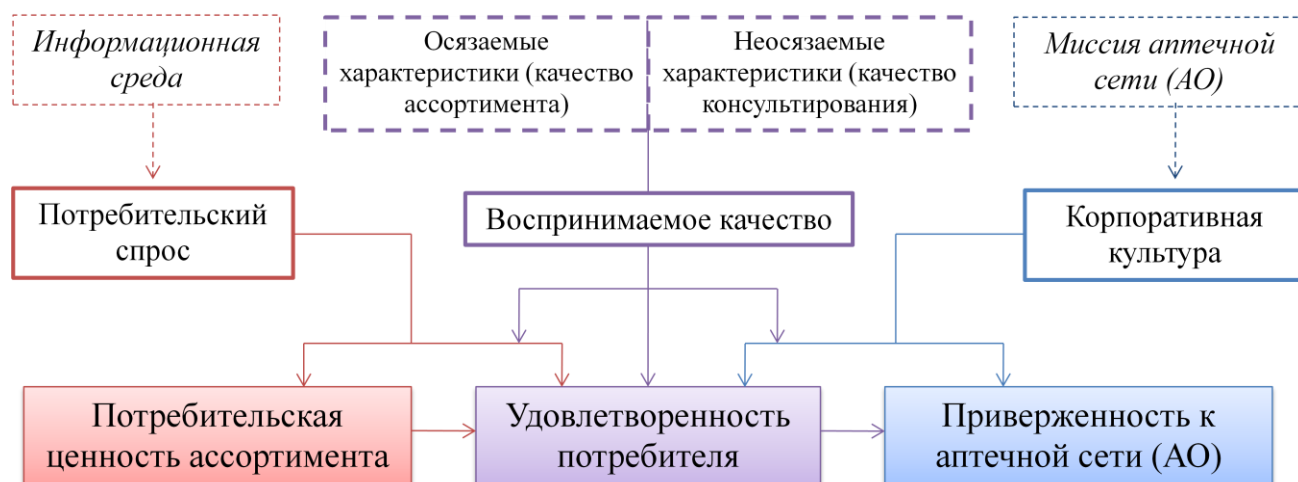 Информационная
среда
Осязаемые
характеристики (качество
ассортимента)
Неосязаемые
характеристики (качество
консультирования)
Миссия аптечной
сети (АО)
Потребительский
спрос
Воспринимаемое качество
Корпоративная
культура
Потребительская
ценность ассортимента
Удовлетворенность
потребителя
Приверженность к
аптечной сети (АО)